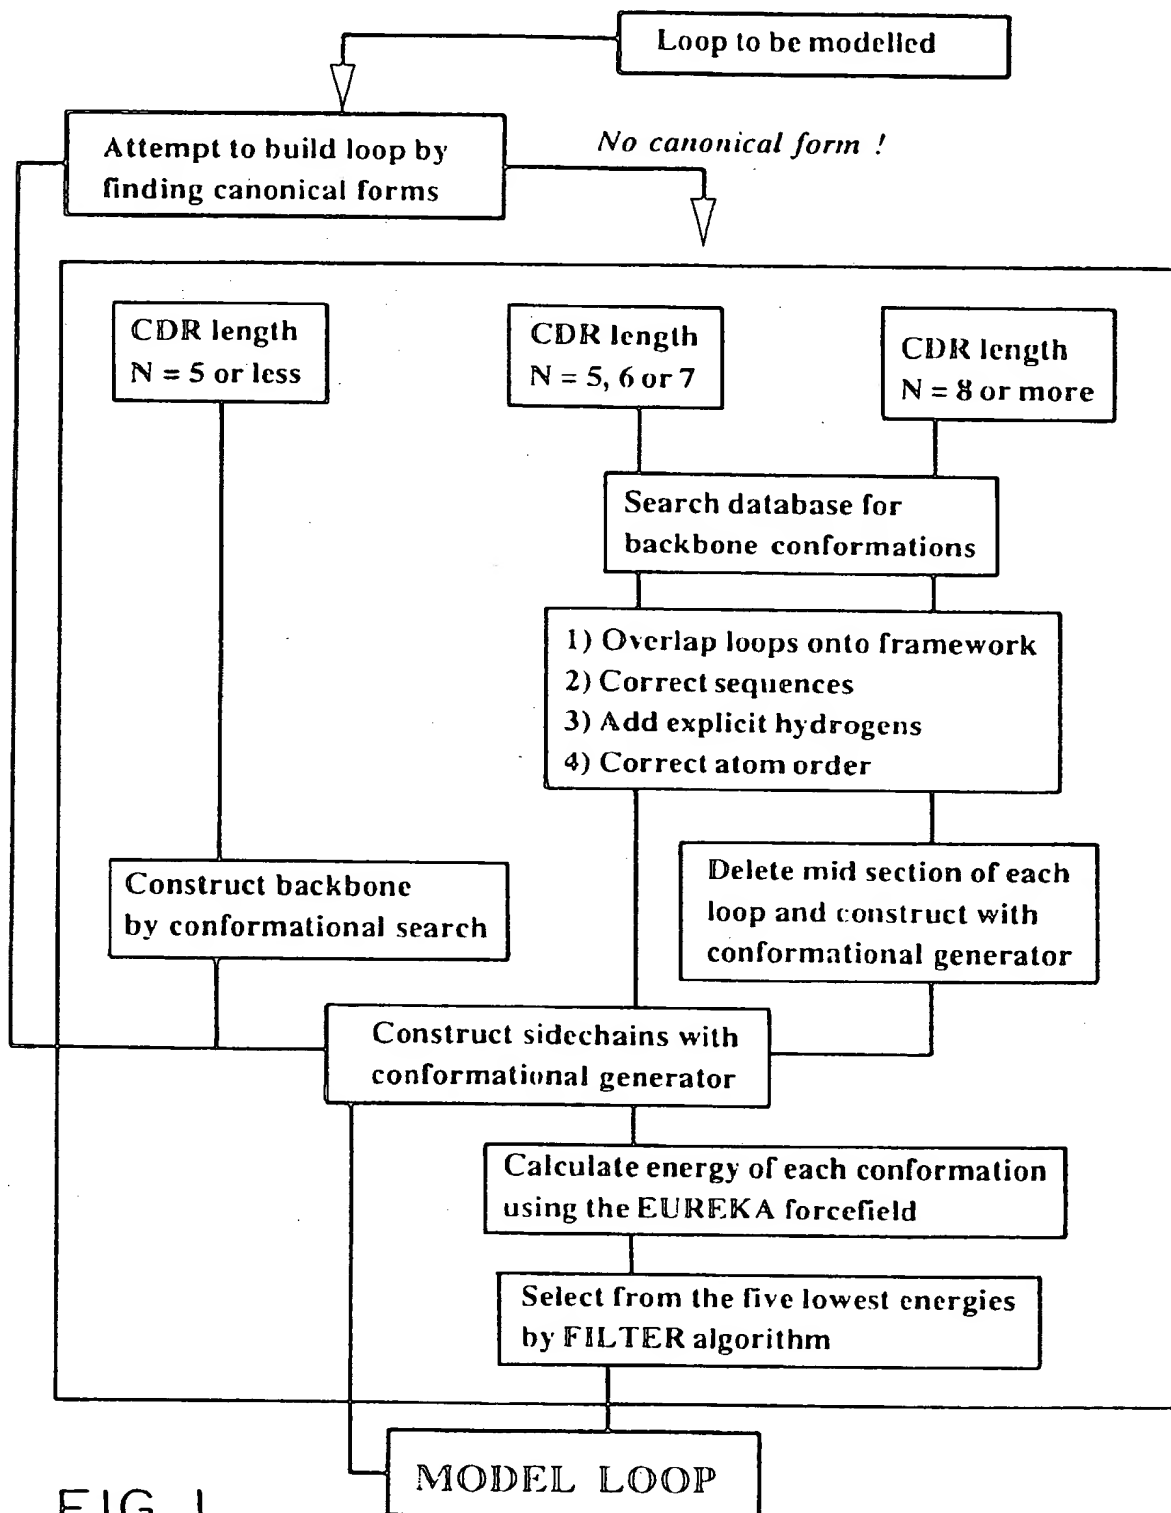 Loop to be modelled
Attempt to build loop by
finding canonical forms
No canonical form !
CDR length
N = 5 or less
CDR length
N = 5, 6 or 7
CDR length
N = 8 or more
Search database for
backbone conformations
1) Overlap loops onto framework
2) Correct sequences
3) Add explicit hydrogens
4) Correct atom order
Construct backbone
by conformational search
Delete mid section of each
loop and construct with
conformational generator
Construct sidechains with
conformational generator
Calculate energy of each conformation
using the EUREKA forcefield
Select from the five lowest energies
by FILTER algorithm
MODEL LOOP
FIG. 1